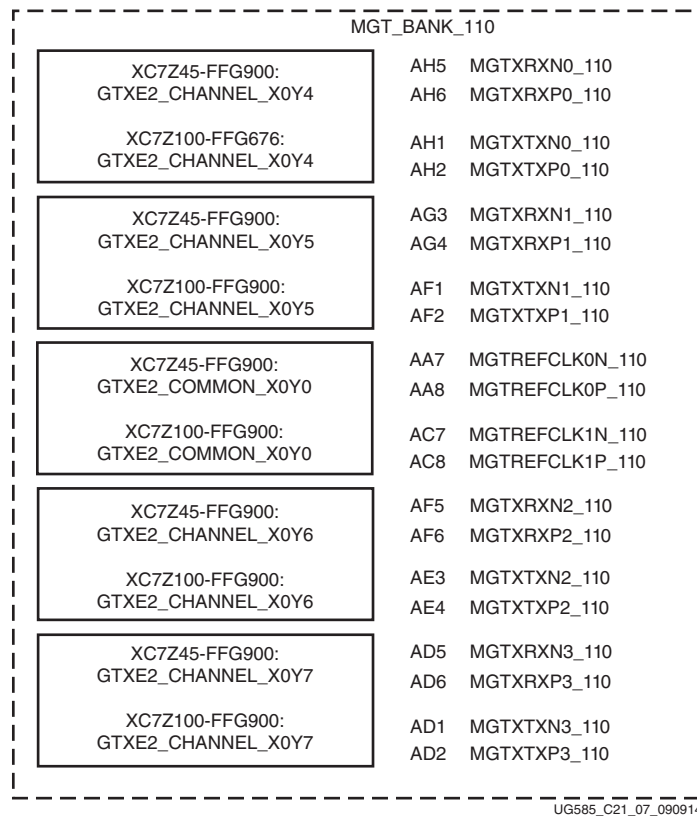 MGT_BANK_110
XC7Z45-FFG900:
GTXE2_CHANNEL_X0Y4
XC7Z100-FFG676:
GTXE2_CHANNEL_X0Y4
AH5 MGTXRXN0_110
AH6 MGTXRXP0_110
AH1 MGTXTXN0_110
AH2 MGTXTXP0_110
XC7Z45-FFG900:
GTXE2_CHANNEL_X0Y5
XC7Z100-FFG900:
GTXE2_CHANNEL_X0Y5
AG3 MGTXRXN1_110
AG4 MGTXRXP1_110
AF1 MGTXTXN1_110
AF2 MGTXTXP1_110
XC7Z45-FFG900:
GTXE2_COMMON_X0Y0
XC7Z100-FFG900:
GTXE2_COMMON_X0Y0
AA7 MGTREFCLK0N_110
AA8 MGTREFCLK0P_110
AC7 MGTREFCLK1N_110
AC8 MGTREFCLK1P_110
XC7Z45-FFG900:
GTXE2_CHANNEL_X0Y6
XC7Z100-FFG900:
GTXE2_CHANNEL_X0Y6
AF5 MGTXRXN2_110
AF6 MGTXRXP2_110
AE3 MGTXTXN2_110
AE4 MGTXTXP2_110
XC7Z45-FFG900:
GTXE2_CHANNEL_X0Y7
XC7Z100-FFG900:
GTXE2_CHANNEL_X0Y7
AD5 MGTXRXN3_110
AD6 MGTXRXP3_110
AD1 MGTXTXN3_110
AD2 MGTXTXP3_110
UG585_C21_07_090914